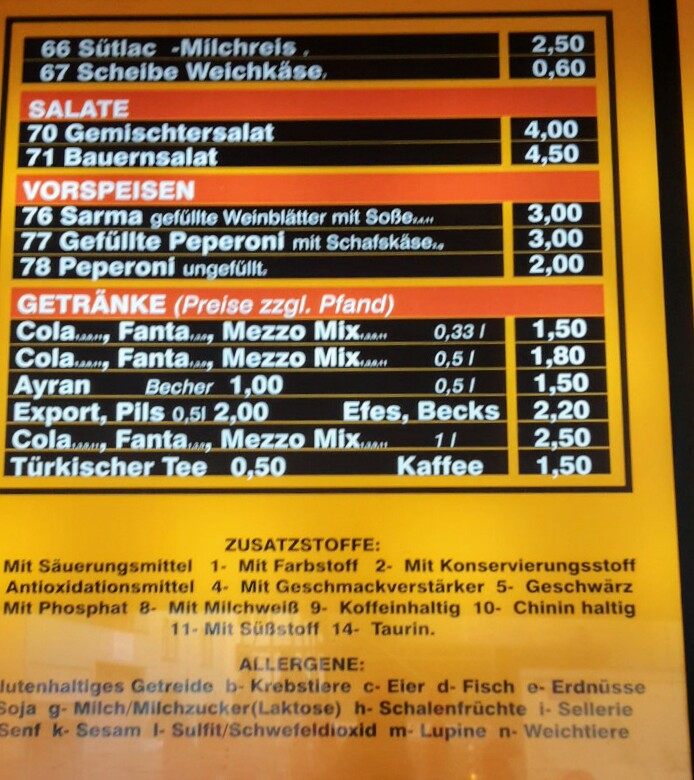 66 Sütlac -Milchreis 2,50
67 Scheibe Weichkäse 0,60
SALATE
70 Gemischtersalat 4,00
71 Bauernsalat 4,50
VORSPEISEN
76 Sarma gefüllte Weinblätter mit Soße 3,00
77 Gefüllte Peperoni mit Schafskäse 3,00
78 Peperoni ungefüllt 2,00
GETRÄNKE (Preise zzgl. Pfand)
Cola, Fanta, Mezzo Mix 0,33 l 1,50
Cola, Fanta, Mezzo Mix 0,5 l 1,80
Ayran Becher 1,00 0,5 l 1,50
Export, Pils 0,5l 2,00 Efes, Becks 2,20
Cola, Fanta, Mezzo Mix 1 l 2,50
Türkischer Tee 0,50 Kaffee 1,50
ZUSATZSTOFFE:
Mit Säuerungsmittel 1- Mit Farbstoff 2- Mit Konservierungsstoff
Antioxidationsmittel 4- Mit Geschmackverstärker 5- Geschwärz
Mit Phosphat 8- Mit Milchweiß 9- Koffeinhaltig 10- Chinin haltig
11- Mit Süßstoff 14- Taurin.
ALLERGENE:
lutenhaltiges Getreide b- Krebstiere c- Eier d- Fisch e- Erdnüsse
Soja g- Milch/Milchzucker(Laktose) h- Schalenfrüchte i- Sellerie
Senf k- Sesam l- Sulfit/Schwefeldioxid m- Lupine n- Weichtiere